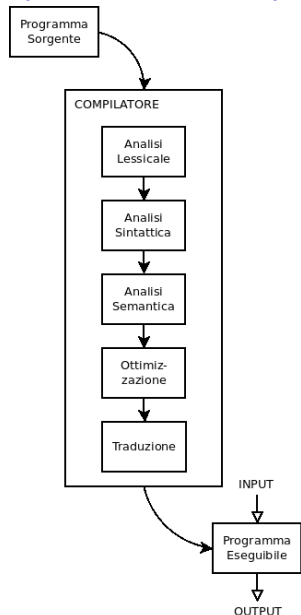 Programma
Sorgente
COMPILATORE
Analisi
Lessicale
Analisi
Sintattica
Analisi
Semantica
Ottimiz-
zazione
Traduzione
INPUT
Programma
Eseguibile
OUTPUT